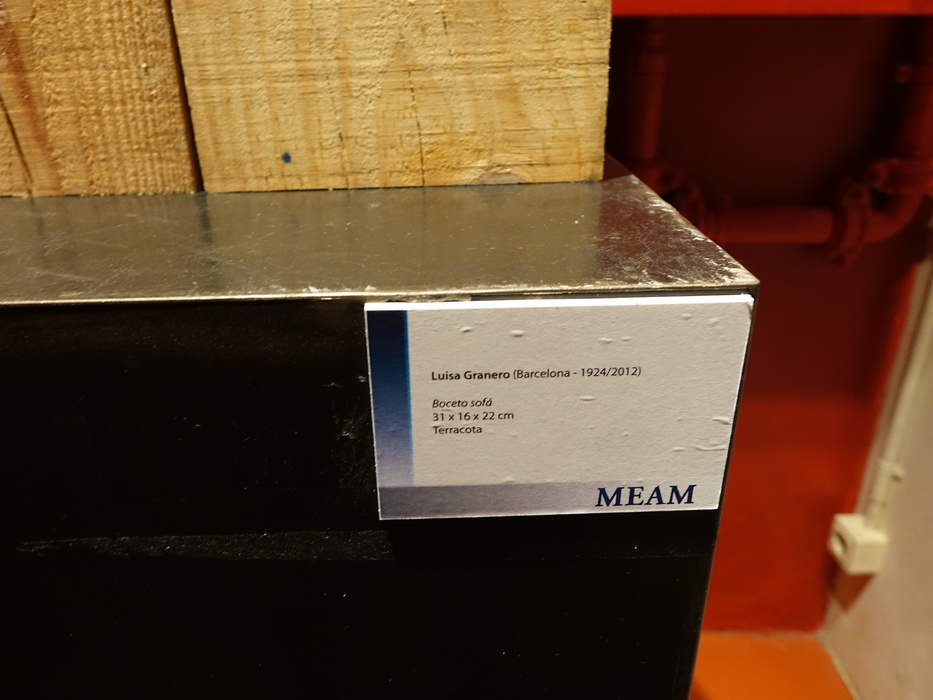 Luisa Granero (Barcelona - 1924/2012)
Boceto sofá
31 x 16 x 22 cm
Terracota
MEAM